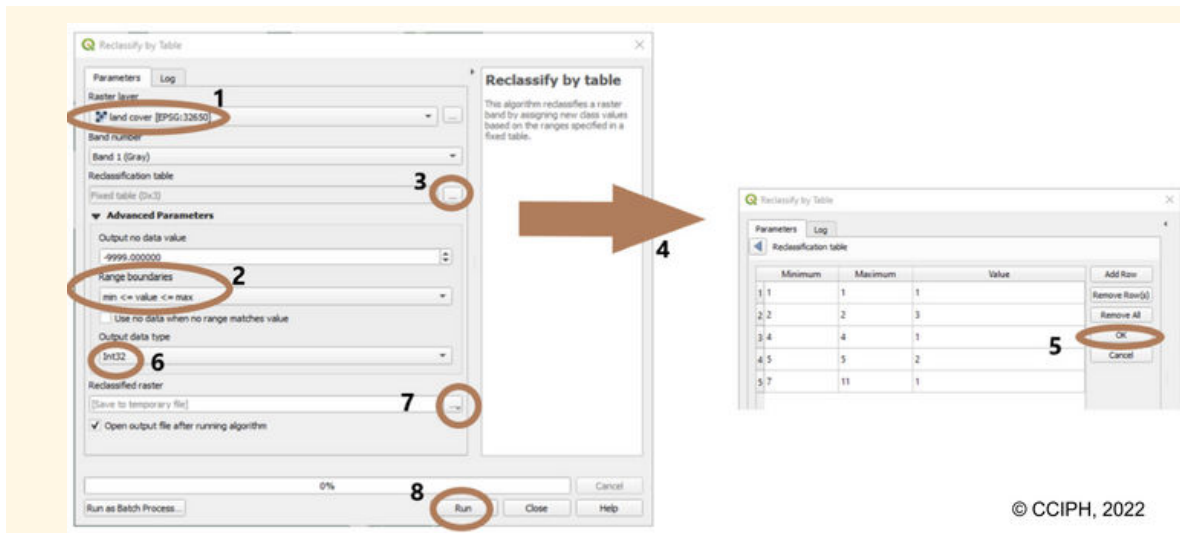 Reclassify by Table
Parameters Log
Raster layer
1
land cover [EPSG:32650]
...
Band number
Band 1 (Gray)
Reclassification table
3
Fixed table (0x3)
...
Advanced Parameters
Output no data value
-9999.000000
Range boundaries
2
min <= value <= max
Use no data when no range matches value
Output data type
Int32
6
Reclassified raster
7
[Save to temporary file]
...
Open output file after running algorithm
0%
Cancel
8
Run as Batch Process...
Run
Close
Help
Reclassify by table
This algorithm reclassifies a raster
band by assigning new class values
based on the ranges specified in a
fixed table.
4
Reclassify by Table
Parameters Log
Reclassification table
Minimum Maximum Value
Add Row
1 1 1 1
Remove Row(s)
2 2 2 3
Remove All
3 4 4 1
5
OK
4 5 5 2
Cancel
5 7 11 1
© CCIPH, 2022